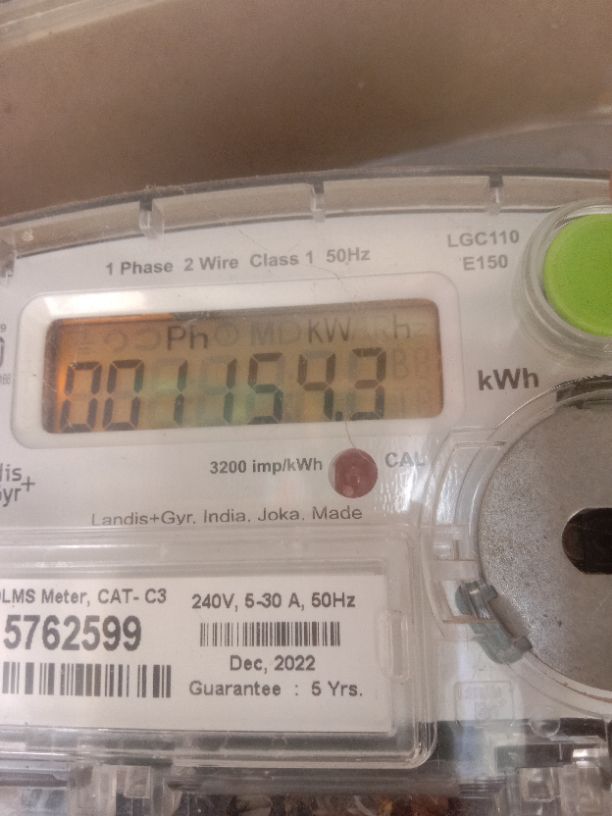 1 Phase 2 Wire Class 1 50Hz
LGC110
E150
Ph MD KW h
001154.3
kWh
3200 imp/kWh
CAL
Landis+Gyr, India, Joka, Made
LMS Meter, CAT- C3
5762599
240V, 5-30 A, 50Hz
Dec, 2022
Guarantee : 5 Yrs.